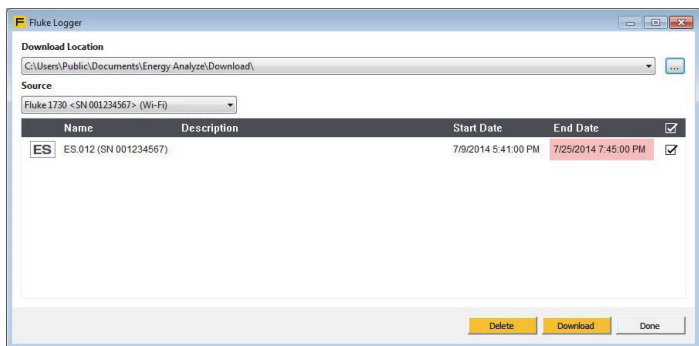 F Fluke Logger
Download Location
C:\Users\Public\Documents\Energy Analyze\Download\
...
Source
Fluke 1730 <SN 001234567> (Wi-Fi)
Name Description Start Date End Date
ES ES.012 (SN 001234567) 7/9/2014 5:41:00 PM 7/25/2014 7:45:00 PM
Delete Download Done